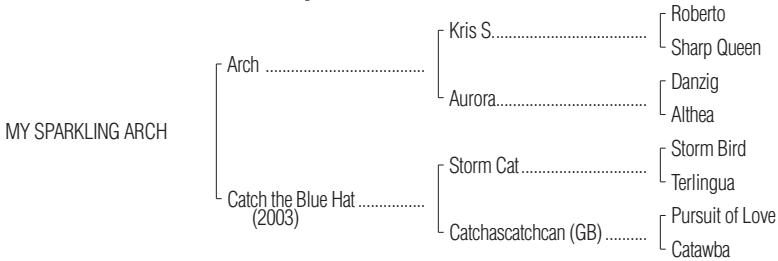 Roberto
Kris S.
Sharp Queen
Arch
Danzig
Aurora
Althea
MY SPARKLING ARCH
Storm Bird
Storm Cat
Terlingua
Catch the Blue Hat
(2003)
Pursuit of Love
Catchascatchcan (GB)
Catawba